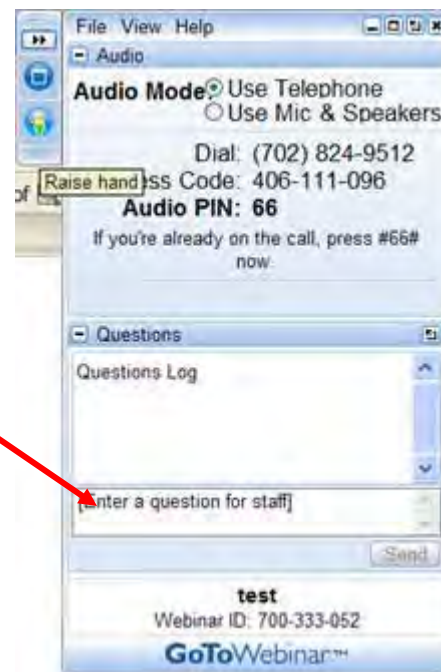 File View Help
Audio
Audio Mode: Use Telephone
Use Mic & Speakers
Dial: (702) 824-9512
Raise hand ess Code: 406-111-096
of
Audio PIN: 66
If you're already on the call, press #66#
now.
Questions
Questions Log
[Enter a question for staff]
Send
test
Webinar ID: 700-333-052
GoToWebinar™